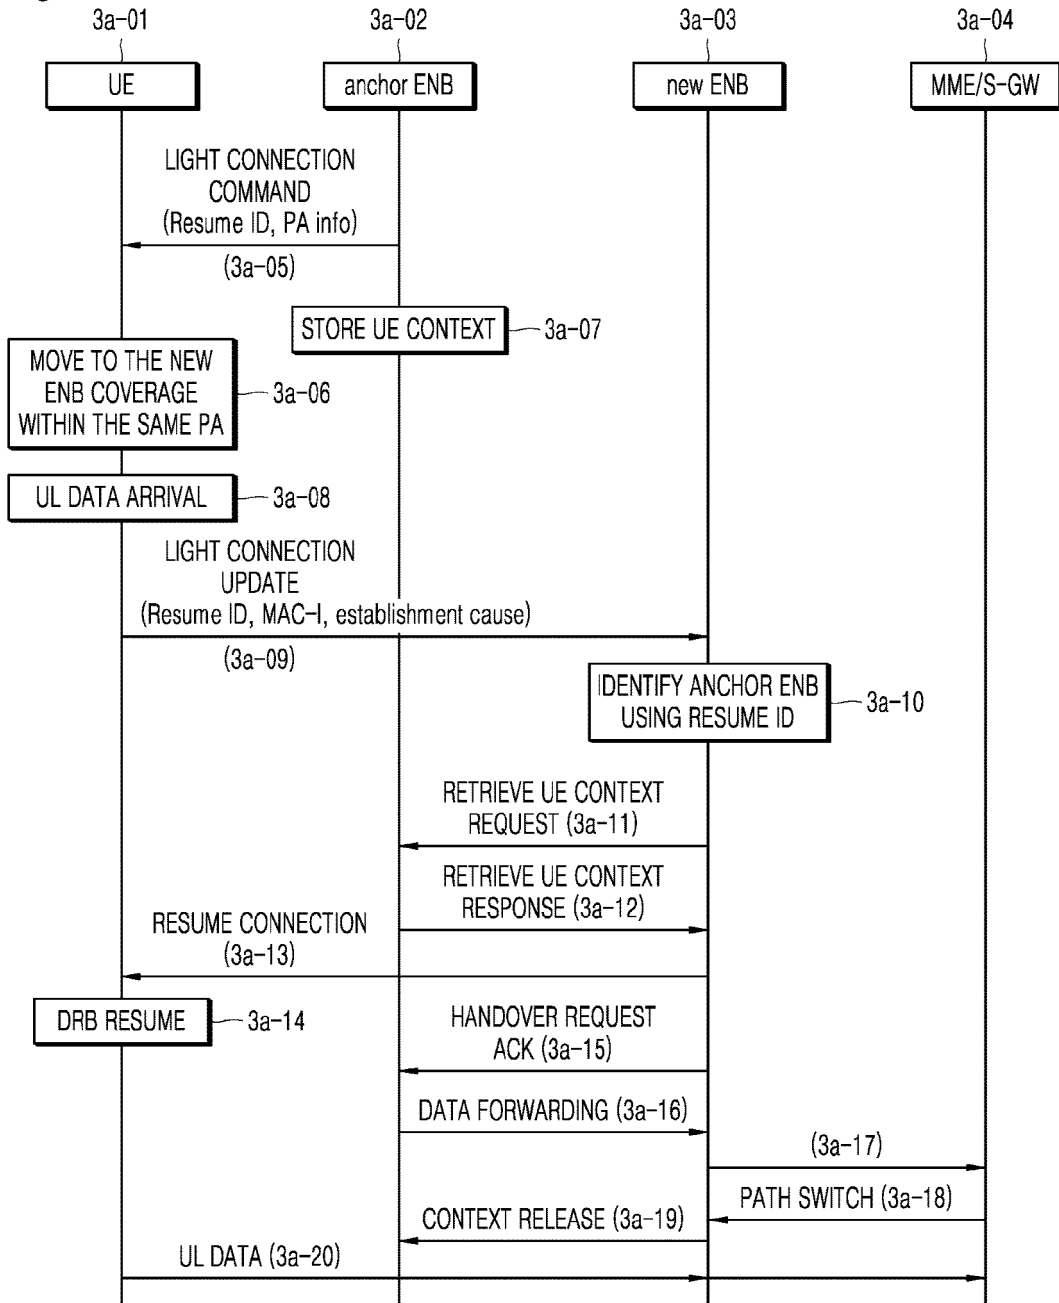 3a-01 3a-02 3a-03 3a-04
UE anchor ENB new ENB MME/S-GW
LIGHT CONNECTION
COMMAND
(Resume ID, PA info)
(3a-05)
STORE UE CONTEXT 3a-07
MOVE TO THE NEW
ENB COVERAGE
WITHIN THE SAME PA
3a-06
UL DATA ARRIVAL 3a-08
LIGHT CONNECTION
UPDATE
(Resume ID, MAC-I, establishment cause)
(3a-09)
IDENTIFY ANCHOR ENB
USING RESUME ID
3a-10
RETRIEVE UE CONTEXT
REQUEST (3a-11)
RETRIEVE UE CONTEXT
RESPONSE (3a-12)
RESUME CONNECTION
(3a-13)
DRB RESUME 3a-14
HANDOVER REQUEST
ACK (3a-15)
DATA FORWARDING (3a-16)
(3a-17)
PATH SWITCH (3a-18)
CONTEXT RELEASE (3a-19)
UL DATA (3a-20)